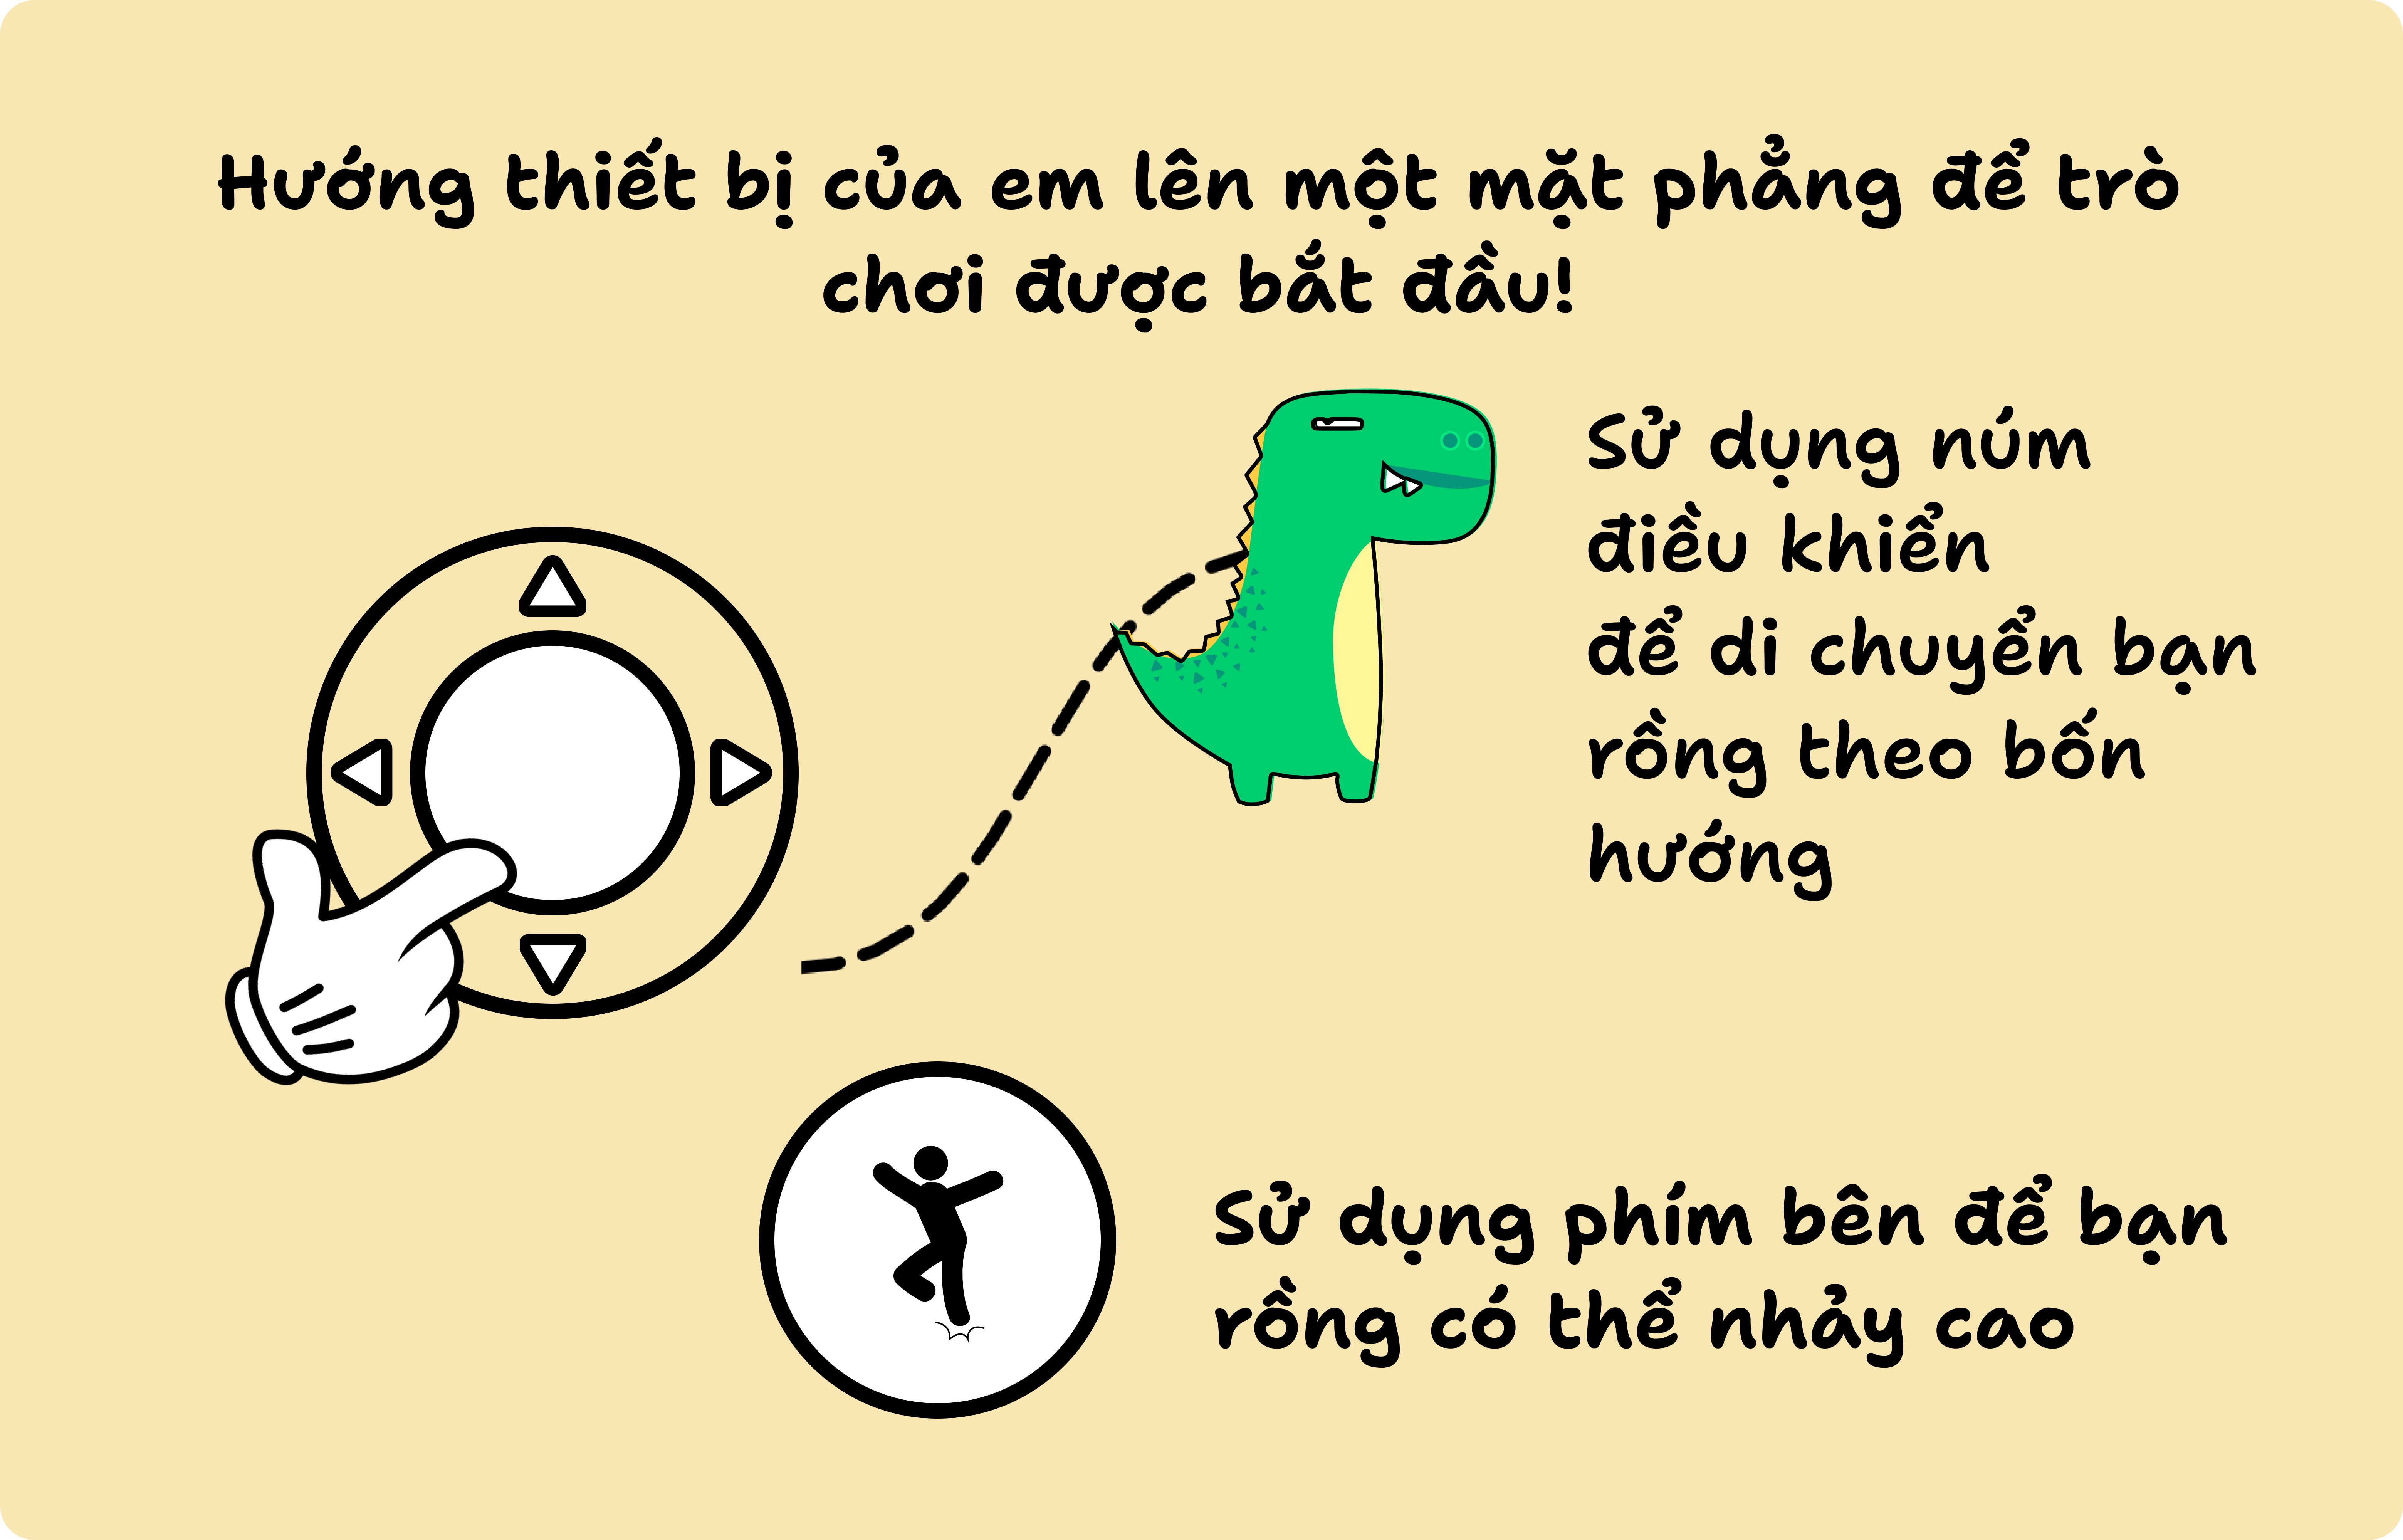 Hướng thiết bị của em lên một mặt phẳng để trò
chơi được bắt đầu!
Sử dụng núm
điều khiển
để di chuyển bạn
rồng theo bốn
hướng
Sử dụng phím bên để bạn
rồng có thể nhảy cao